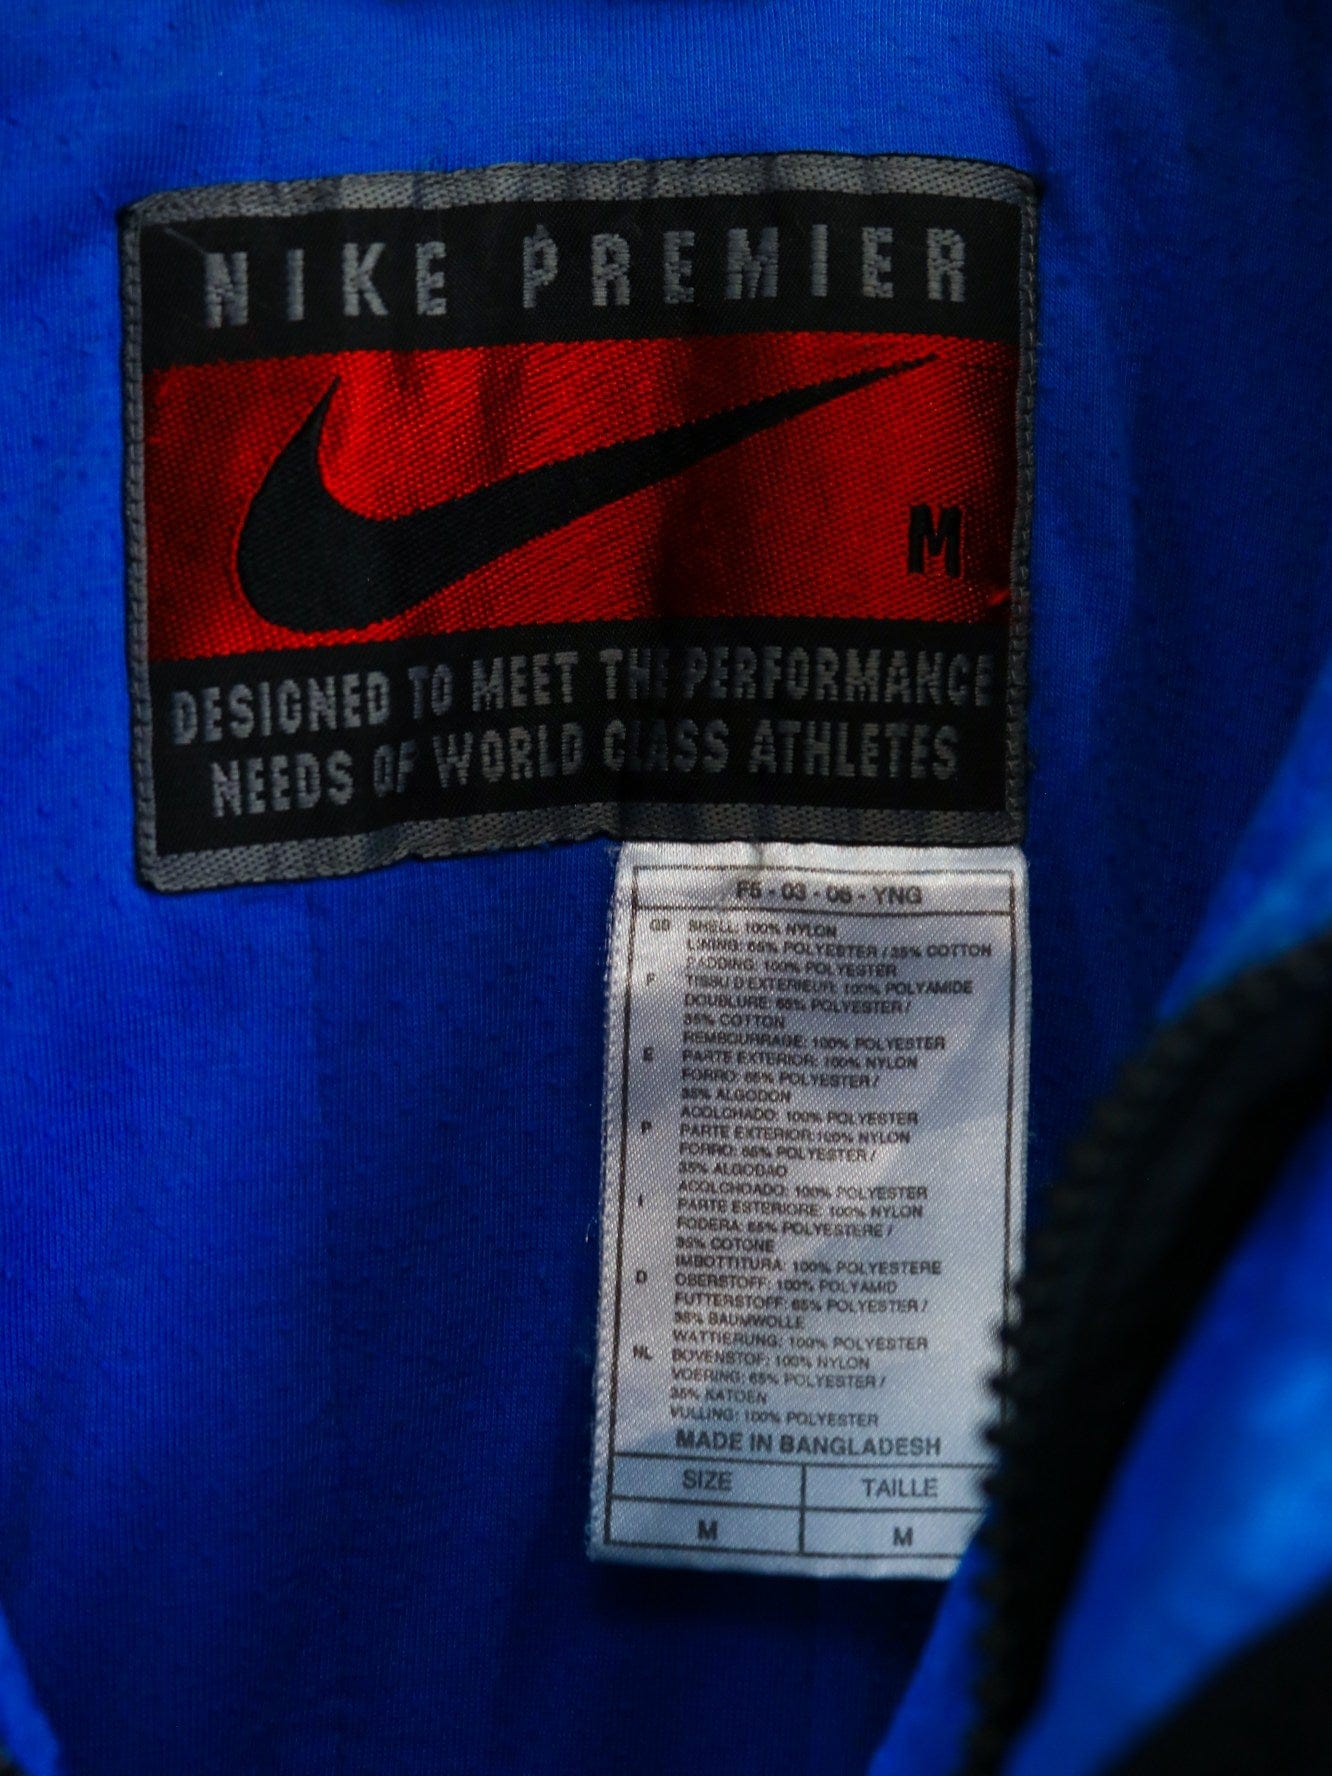 NIKE PREMIER
M
DESIGNED TO MEET THE PERFORMANCE
NEEDS OF WORLD CLASS ATHLETES
F5 - 03 - 06 - YNG
GB SHELL: 100% NYLON
LINING: 65% POLYESTER / 35% COTTON
PADDING: 100% POLYESTER
F TISSU D'EXTERIEUR: 100% POLYAMIDE
DOUBLURE: 65% POLYESTER /
35% COTTON
REMBOURRAGE: 100% POLYESTER
E PARTE EXTERIOR: 100% NYLON
FORRO: 65% POLYESTER /
35% ALGODON
ACOLCHADO: 100% POLYESTER
P PARTE EXTERIOR:100% NYLON
FORRO: 65% POLYESTER /
35% ALGODAO
ACOLCHOADO: 100% POLYESTER
I PARTE ESTERIORE: 100% NYLON
FODERA: 65% POLYESTERE /
35% COTONE
IMBOTTITURA: 100% POLYESTERE
D OBERSTOFF: 100% POLYAMID
FUTTERSTOFF: 65% POLYESTER /
35% BAUMWOLLE
WATTIERUNG: 100% POLYESTER
NL BOVENSTOF: 100% NYLON
VOERING: 65% POLYESTER /
35% KATOEN
VULLING: 100% POLYESTER
MADE IN BANGLADESH
SIZE TAILLE
M M